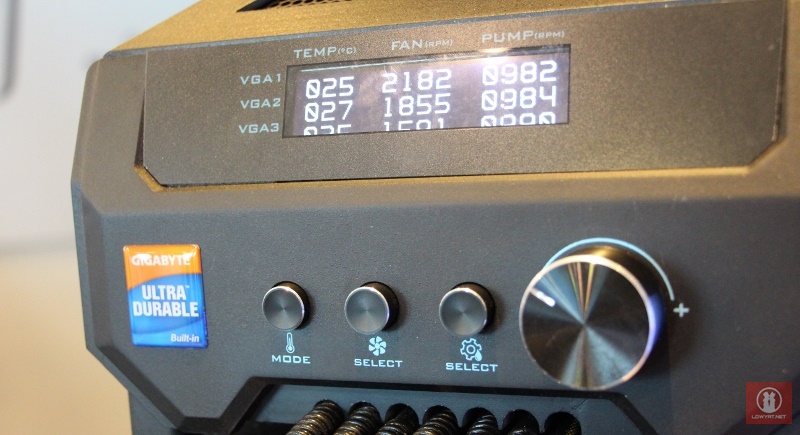 TEMP(°C) FAN(RPM) PUMP(RPM)
VGA1 025 2182 0982
VGA2 027 1855 0984
VGA3
GIGABYTE
ULTRA™
DURABLE
Built-in
MODE SELECT SELECT
+
LOWYAT.NET